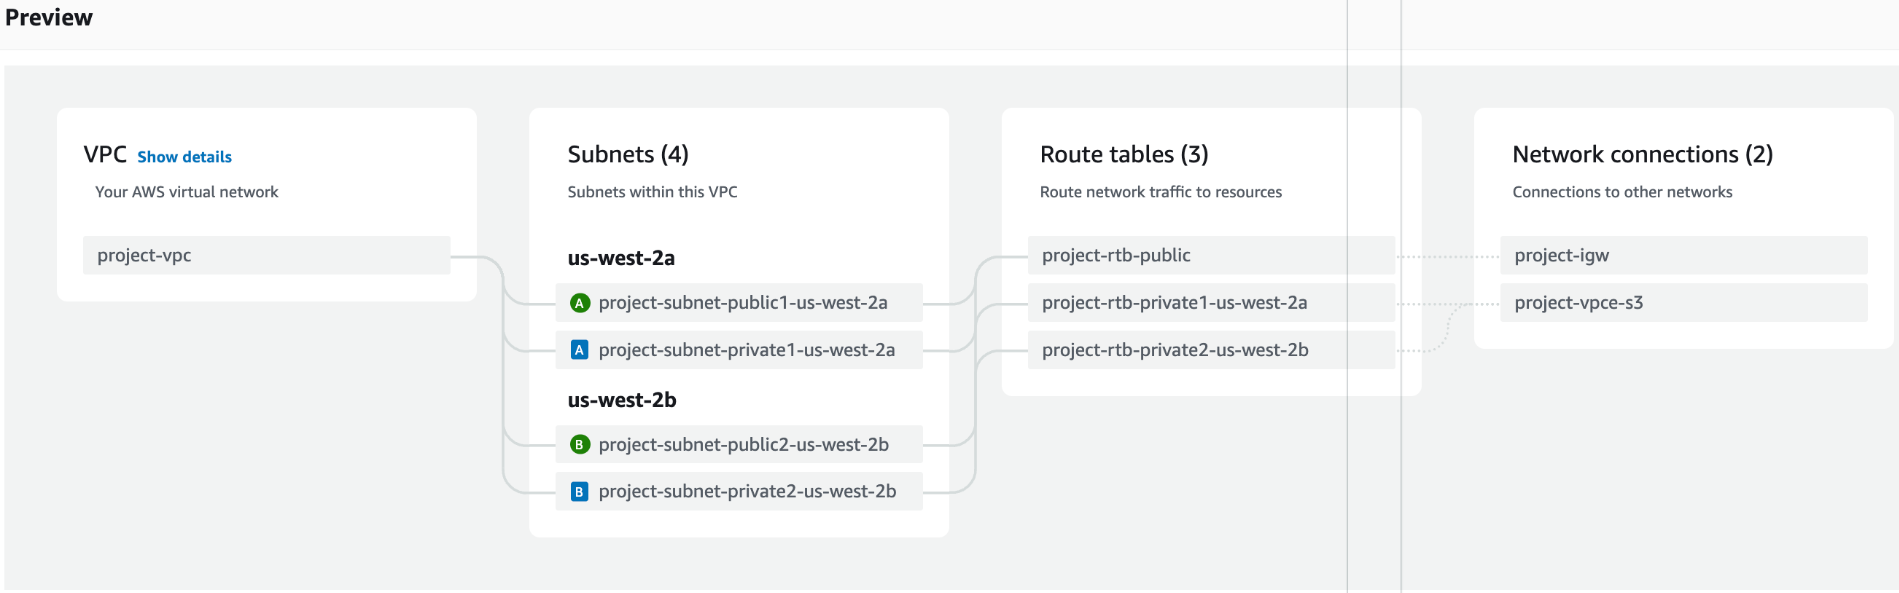 Preview
VPC Show details
Your AWS virtual network
project-vpc
Subnets (4)
Subnets within this VPC
us-west-2a
A project-subnet-public1-us-west-2a
A project-subnet-private1-us-west-2a
us-west-2b
B project-subnet-public2-us-west-2b
B project-subnet-private2-us-west-2b
Route tables (3)
Route network traffic to resources
project-rtb-public
project-rtb-private1-us-west-2a
project-rtb-private2-us-west-2b
Network connections (2)
Connections to other networks
project-igw
project-vpce-s3